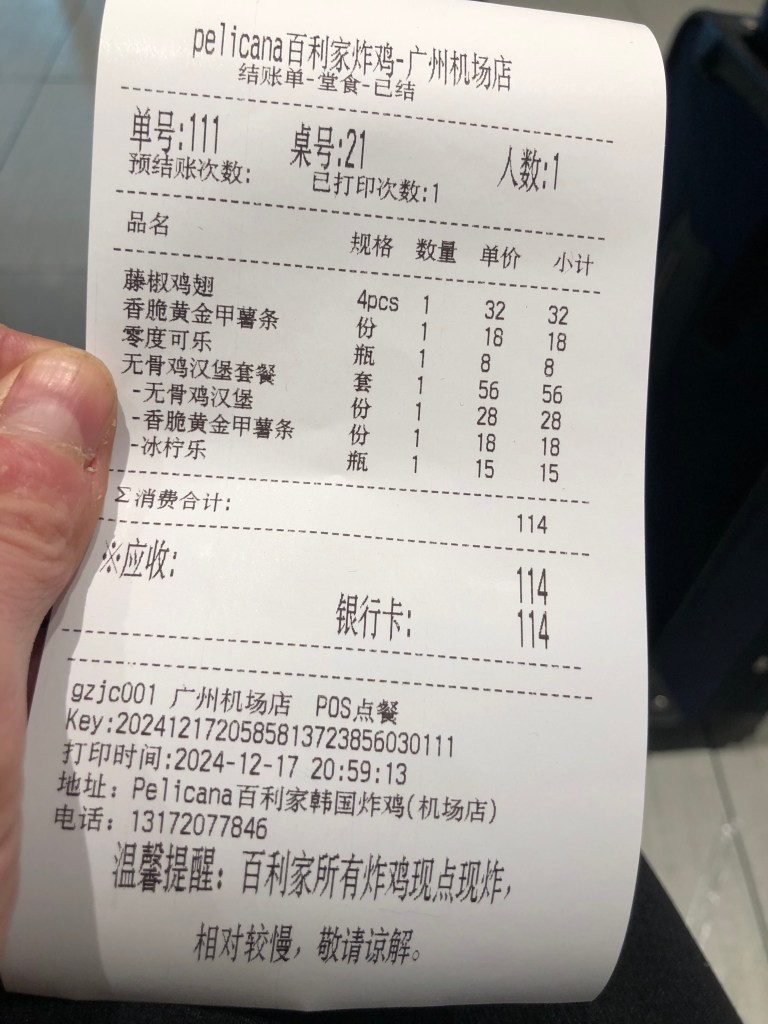 pelicana百利家炸鸡-广州机场店
结账单-堂食-已结
单号:111 桌号:21 人数:1
预结账次数: 已打印次数:1
品名 规格 数量 单价 小计
藤椒鸡翅 4pcs 1 32 32
香脆黄金甲薯条 份 1 18 18
零度可乐 瓶 1 8 8
无骨鸡汉堡套餐 套 1 56 56
-无骨鸡汉堡 份 1 28 28
-香脆黄金甲薯条 份 1 18 18
-冰柠乐 瓶 1 15 15
Σ消费合计: 114
※应收: 114
银行卡: 114
gzjc001 广州机场店 POS点餐
Key:2024121720585813723856030111
打印时间:2024-12-17 20:59:13
地址: Pelicana百利家韩国炸鸡(机场店)
电话: 13172077846
温馨提醒: 百利家所有炸鸡现点现炸,
相对较慢, 敬请谅解。